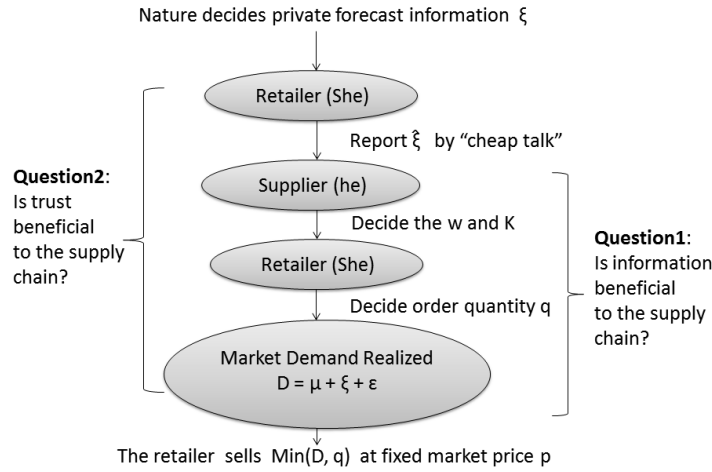 Nature decides private forecast information ξ
Retailer (She)
Report ξ̂ by “cheap talk”
Question2:
Is trust
beneficial
to the supply
chain?
Supplier (he)
Decide the w and K
Question1:
Is information
beneficial
to the supply
chain?
Retailer (She)
Decide order quantity q
Market Demand Realized
D = μ + ξ + ε
The retailer sells Min(D, q) at fixed market price p